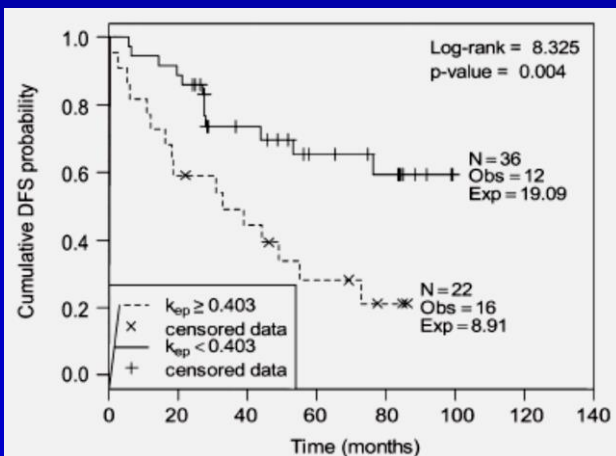 Cumulative DFS probability
1.0
0.8
0.6
0.4
0.2
0.0
Log-rank = 8.325
p-value = 0.004
N = 36
Obs = 12
Exp = 19.09
N = 22
Obs = 16
Exp = 8.91
kep ≥ 0.403
× censored data
kep < 0.403
+ censored data
0 20 40 60 80 100 120 140
Time (months)